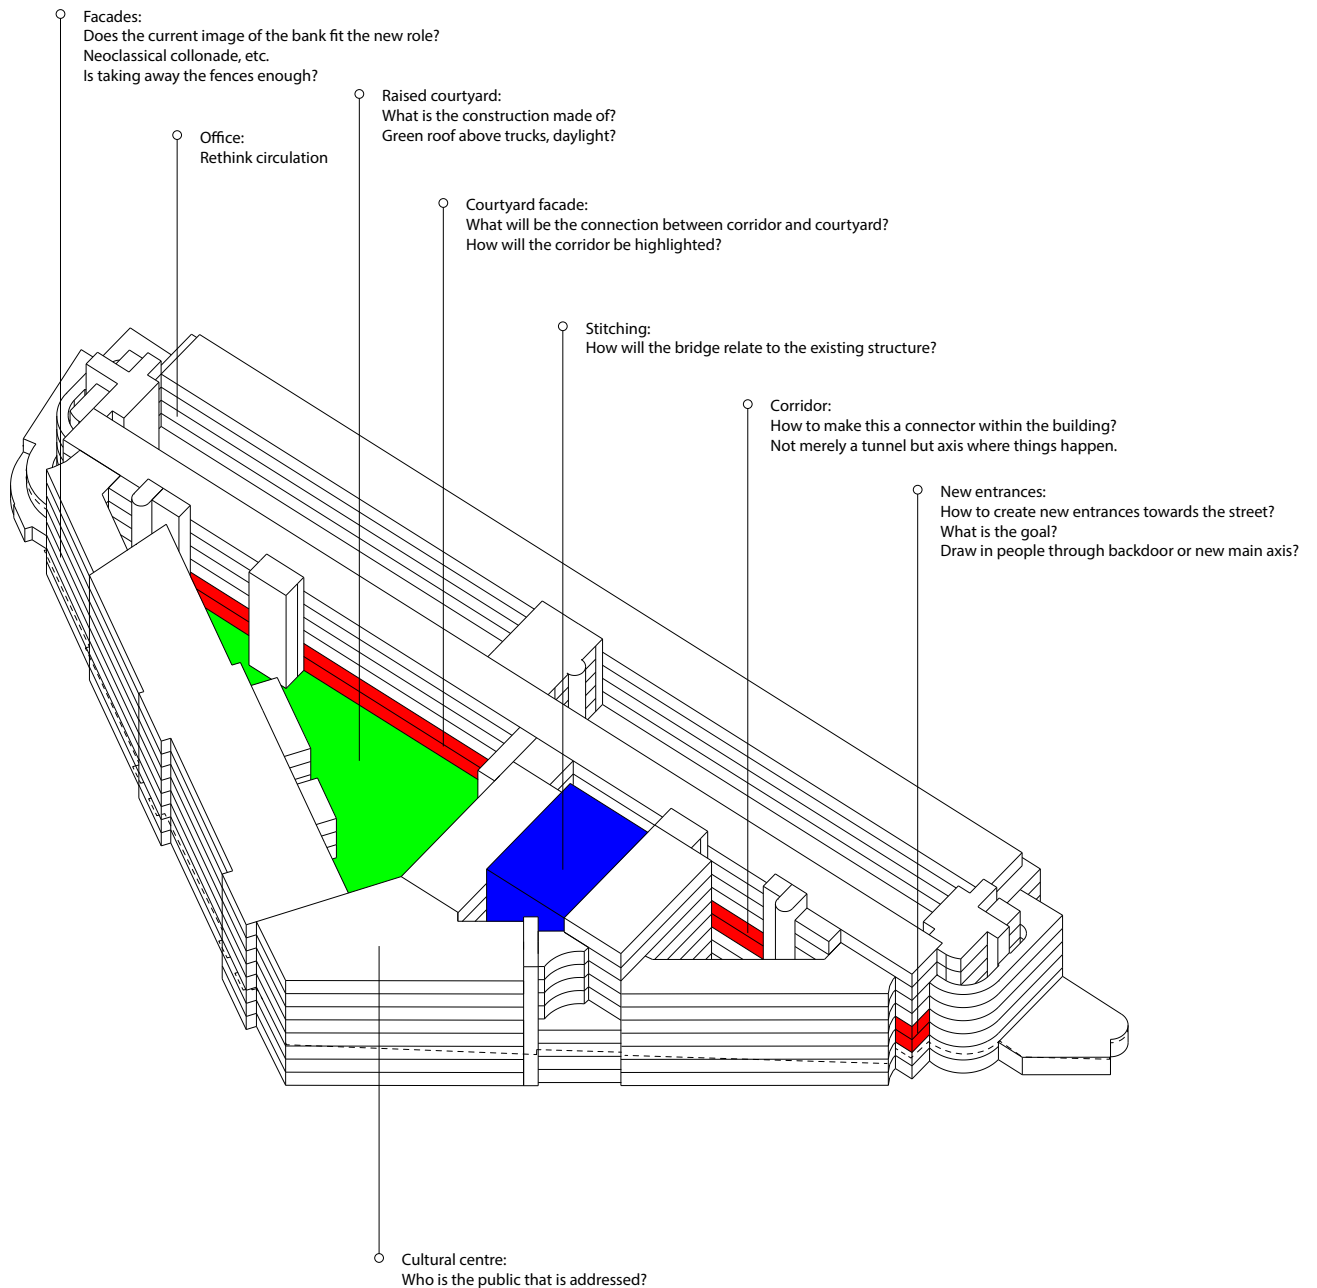 Facades:
Does the current image of the bank fit the new role?
Neoclassical collonade, etc.
Is taking away the fences enough?
Raised courtyard:
What is the construction made of?
Green roof above trucks, daylight?
Office:
Rethink circulation
Courtyard facade:
What will be the connection between corridor and courtyard?
How will the corridor be highlighted?
Stitching:
How will the bridge relate to the existing structure?
Corridor:
How to make this a connector within the building?
Not merely a tunnel but axis where things happen.
New entrances:
How to create new entrances towards the street?
What is the goal?
Draw in people through backdoor or new main axis?
Cultural centre:
Who is the public that is addressed?